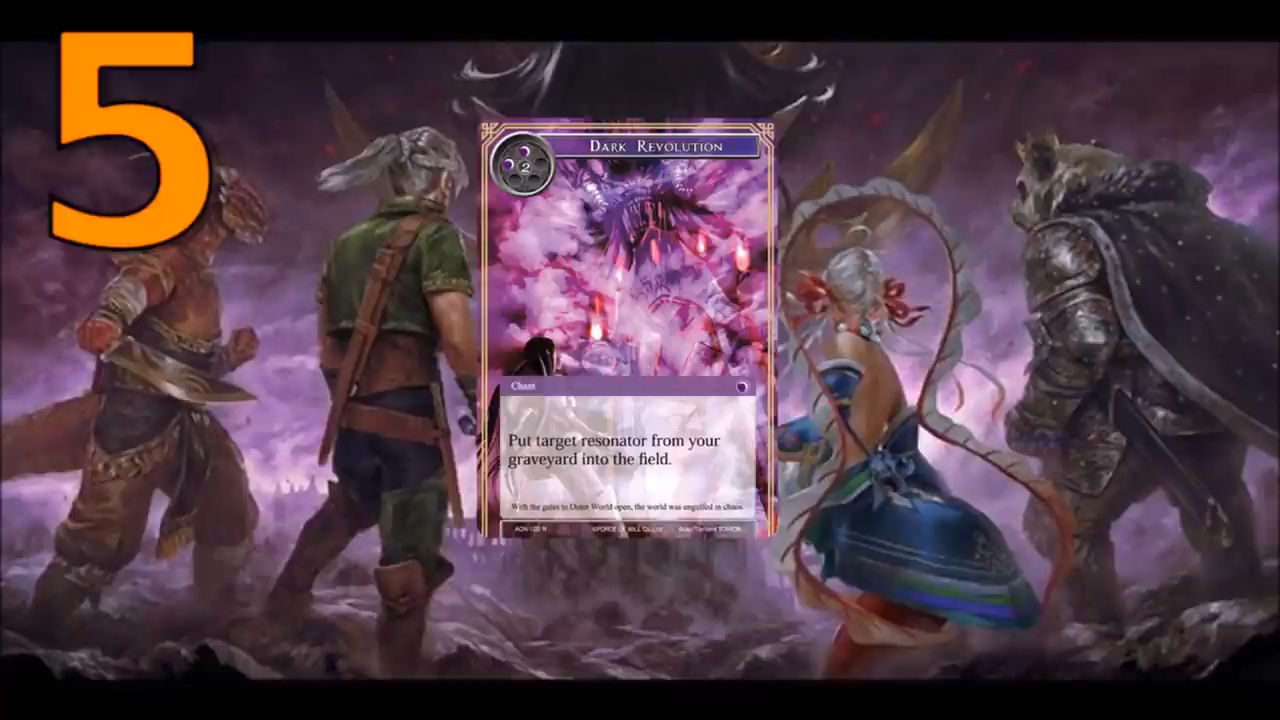 5
Dark Revolution
2
Chant
Put target resonator from your
graveyard into the field.
With the gates to Outer World open, the world was engulfed in chaos.